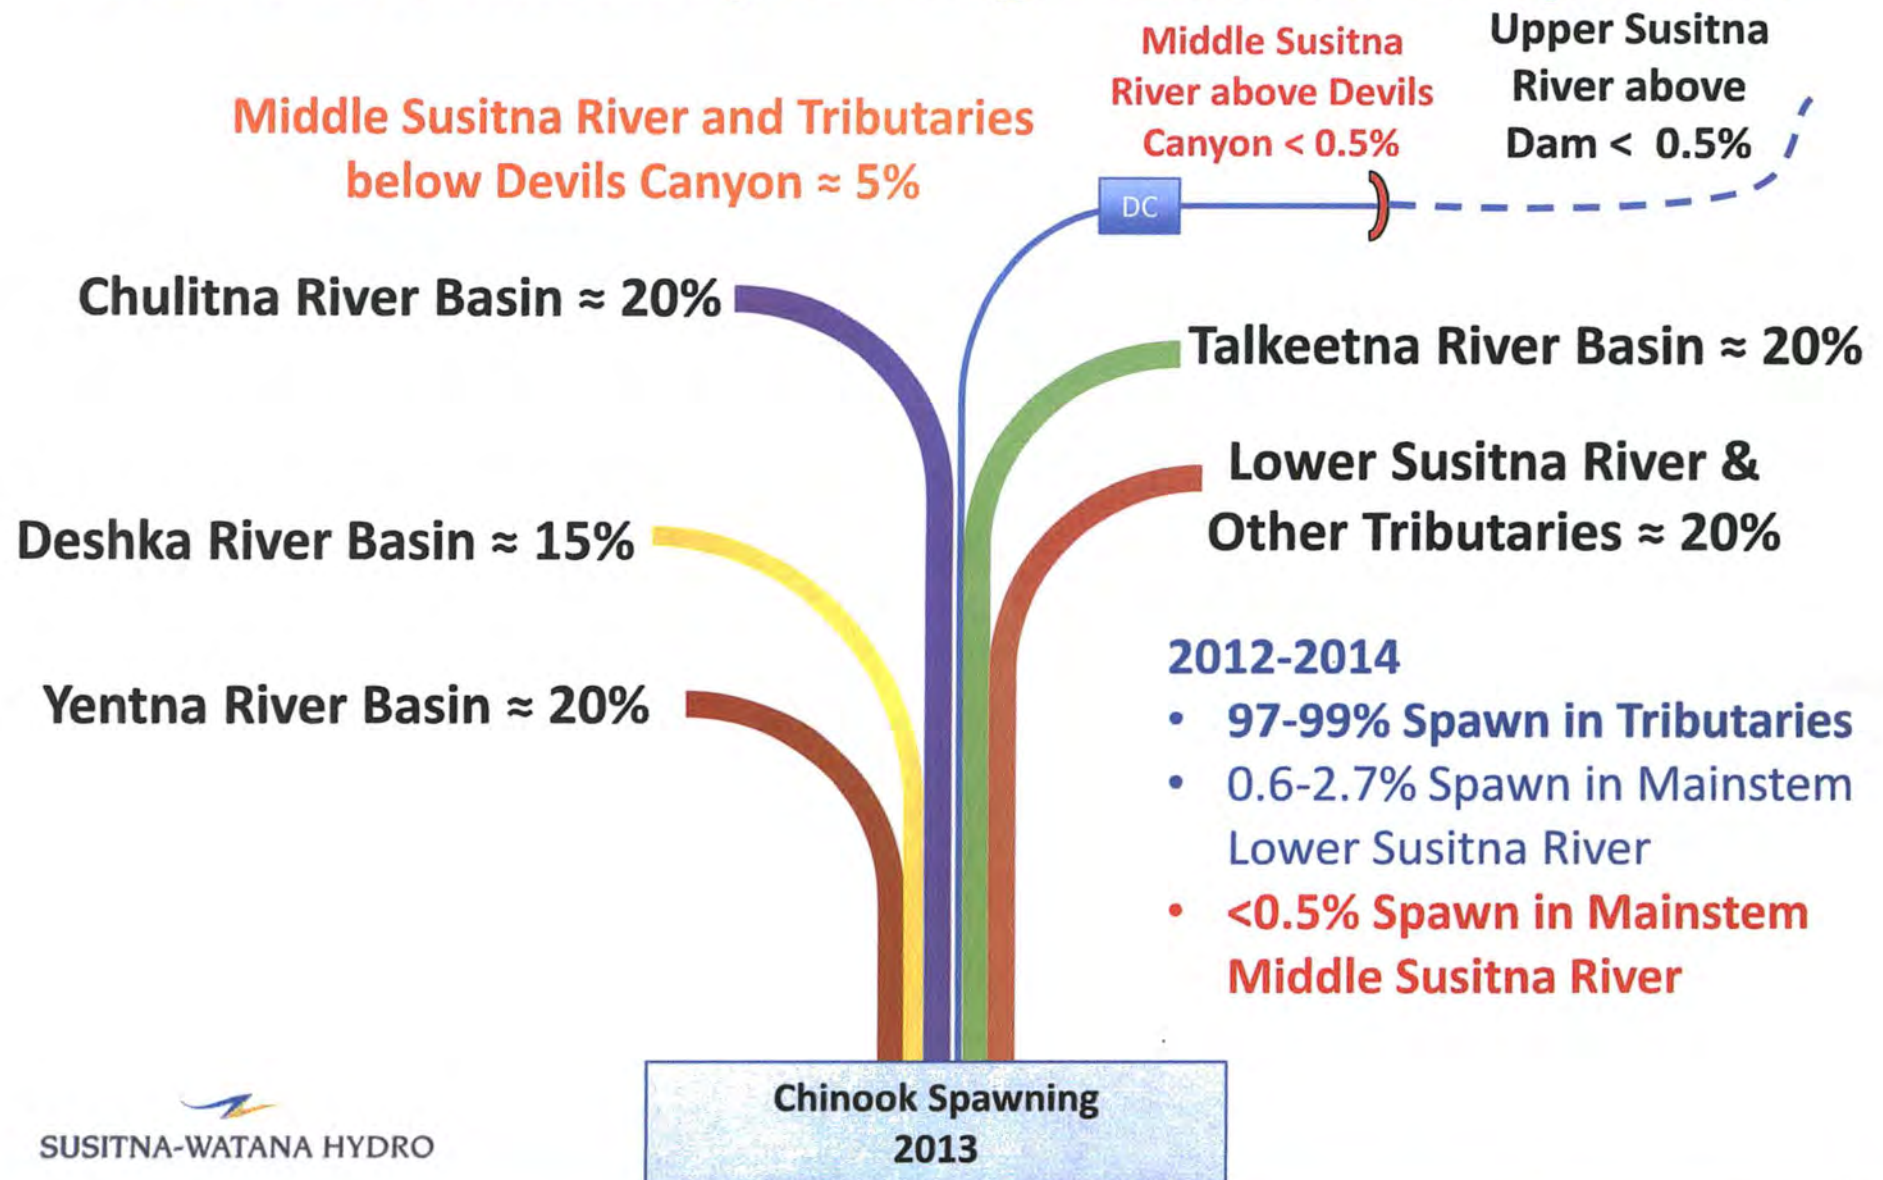 Middle Susitna
River above Devils
Canyon < 0.5%
Upper Susitna
River above
Dam < 0.5%
Middle Susitna River and Tributaries
below Devils Canyon ≈ 5%
DC
Chulitna River Basin ≈ 20%
Talkeetna River Basin ≈ 20%
Lower Susitna River &
Other Tributaries ≈ 20%
Deshka River Basin ≈ 15%
Yentna River Basin ≈ 20%
2012-2014
• 97-99% Spawn in Tributaries
• 0.6-2.7% Spawn in Mainstem
Lower Susitna River
• <0.5% Spawn in Mainstem
Middle Susitna River
Chinook Spawning
2013
SUSITNA-WATANA HYDRO